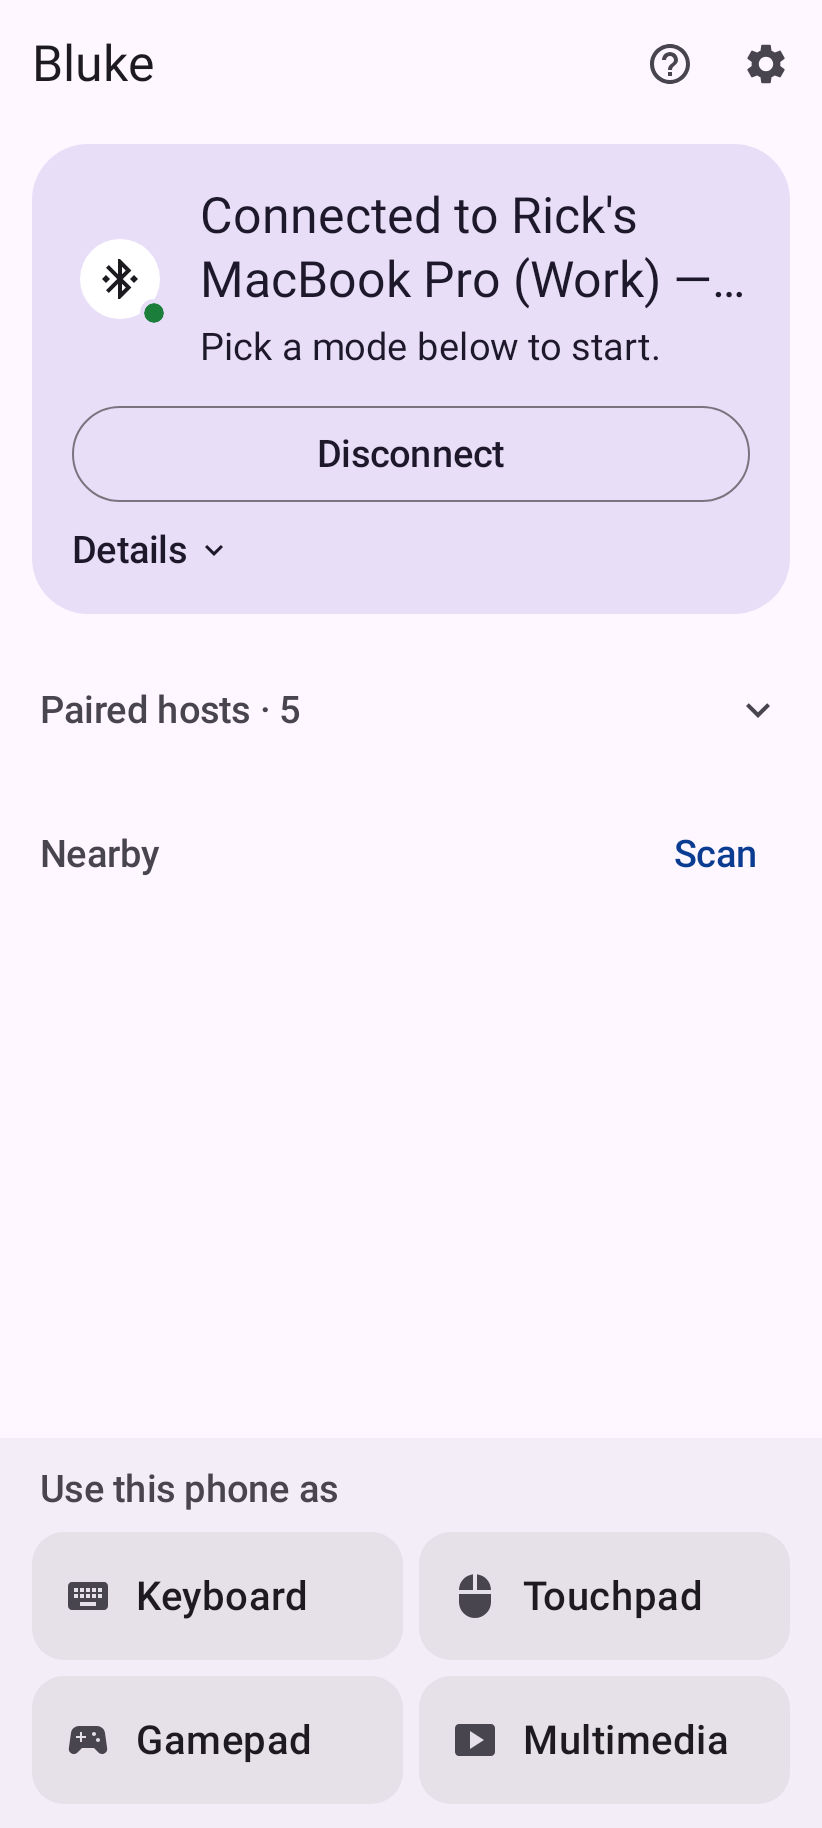 Bluke
Connected to Rick's
MacBook Pro (Work) —…
Pick a mode below to start.
Disconnect
Details
Paired hosts · 5
Nearby
Scan
Use this phone as
Keyboard
Touchpad
Gamepad
Multimedia